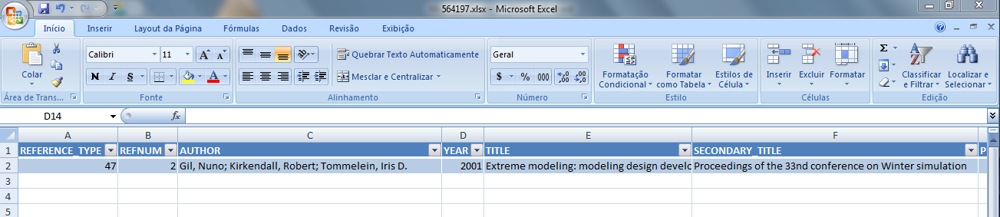 564197.xlsx - Microsoft Excel
Início Inserir Layout da Página Fórmulas Dados Revisão Exibição
Colar
Área de Trans...
Calibri 11
N I S
Fonte
Quebrar Texto Automaticamente
Mesclar e Centralizar
Alinhamento
Geral
$ % 000 ,00 ,00
Número
Formatação Condicional
Formatar como Tabela
Estilos de Célula
Estilo
Inserir Excluir Formatar
Células
Classificar e Filtrar
Localizar e Selecionar
Edição
D14 fx
A B C D E F
1 REFERENCE_TYPE REFNUM AUTHOR YEAR TITLE SECONDARY_TITLE P
2 47 2 Gil, Nuno; Kirkendall, Robert; Tommelein, Iris D. 2001 Extreme modeling: modeling design develo Proceedings of the 33nd conference on Winter simulation
3
4
5